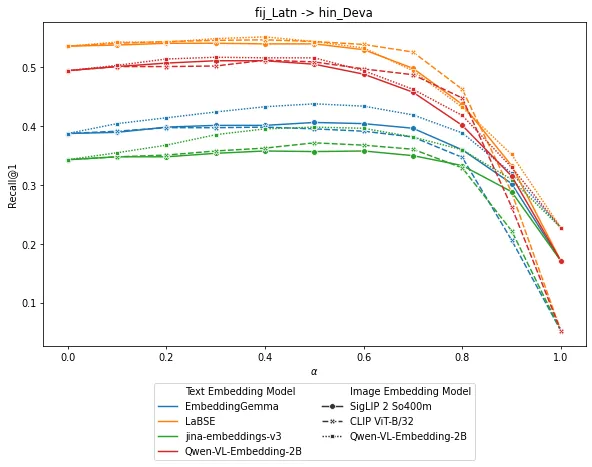 fij_Latn -> hin_Deva
Recall@1
0.5
0.4
0.3
0.2
0.1
0.0 0.2 0.4 0.6 0.8 1.0
α
Text Embedding Model Image Embedding Model
EmbeddingGemma SigLIP 2 So400m
LaBSE CLIP ViT-B/32
jina-embeddings-v3 Qwen-VL-Embedding-2B
Qwen-VL-Embedding-2B